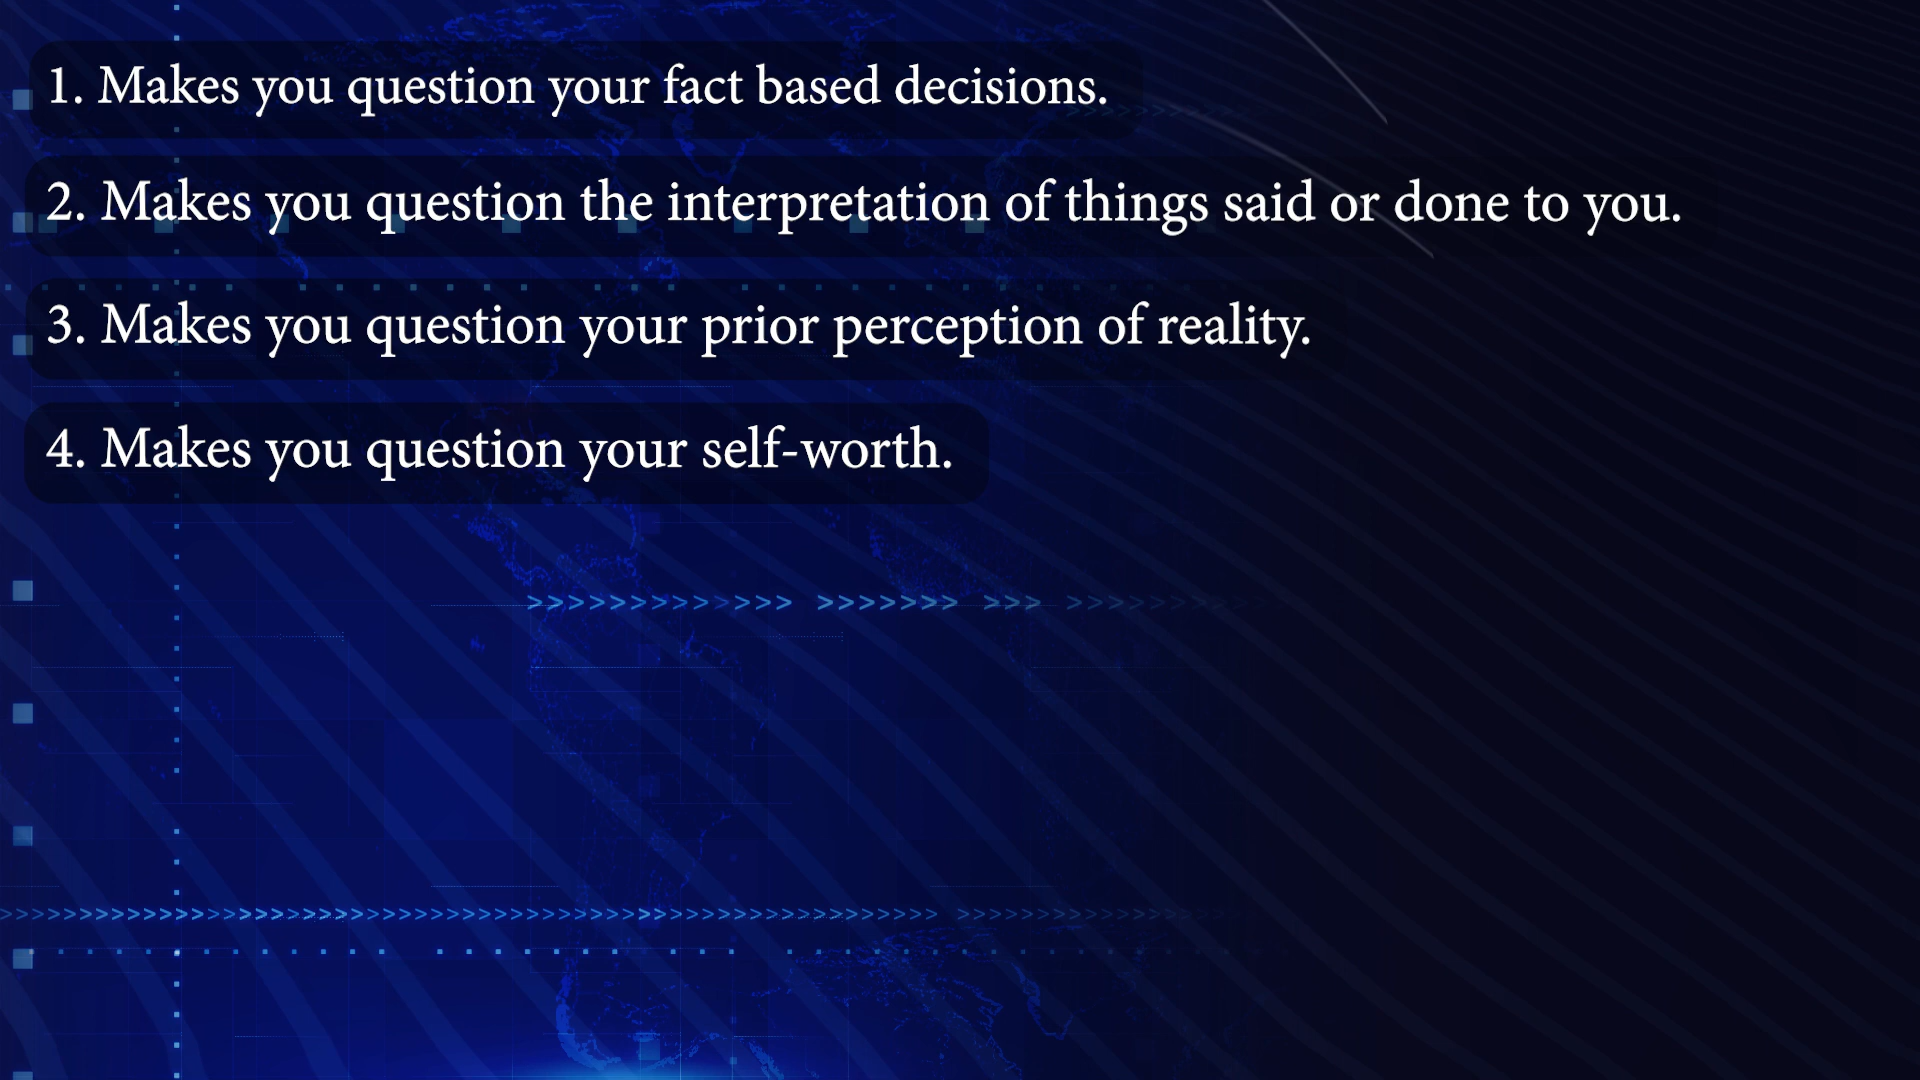 1. Makes you question your fact based decisions.
2. Makes you question the interpretation of things said or done to you.
3. Makes you question your prior perception of reality.
4. Makes you question your self-worth.